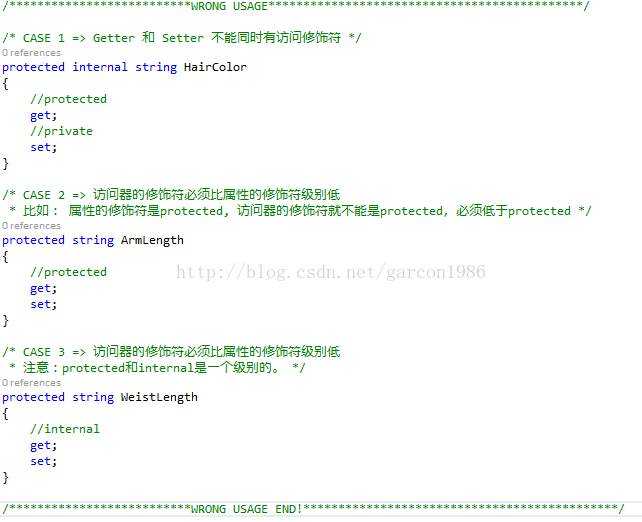 /**************************WRONG USAGE*********************************************/
/* CASE 1 => Getter 和 Setter 不能同时有访问修饰符 */
0 references
protected internal string HairColor
{
//protected
get;
//private
set;
}
/* CASE 2 => 访问器的修饰符必须比属性的修饰符级别低
* 比如： 属性的修饰符是protected, 访问器的修饰符就不能是protected, 必须低于protected */
0 references
protected string ArmLength
{
//protected
http://blog.csdn.net/garcon1986
get;
set;
}
/* CASE 3 => 访问器的修饰符必须比属性的修饰符级别低
* 注意：protected和internal是一个级别的。 */
0 references
protected string WeistLength
{
//internal
get;
set;
}
/**************************WRONG USAGE END!*********************************************/